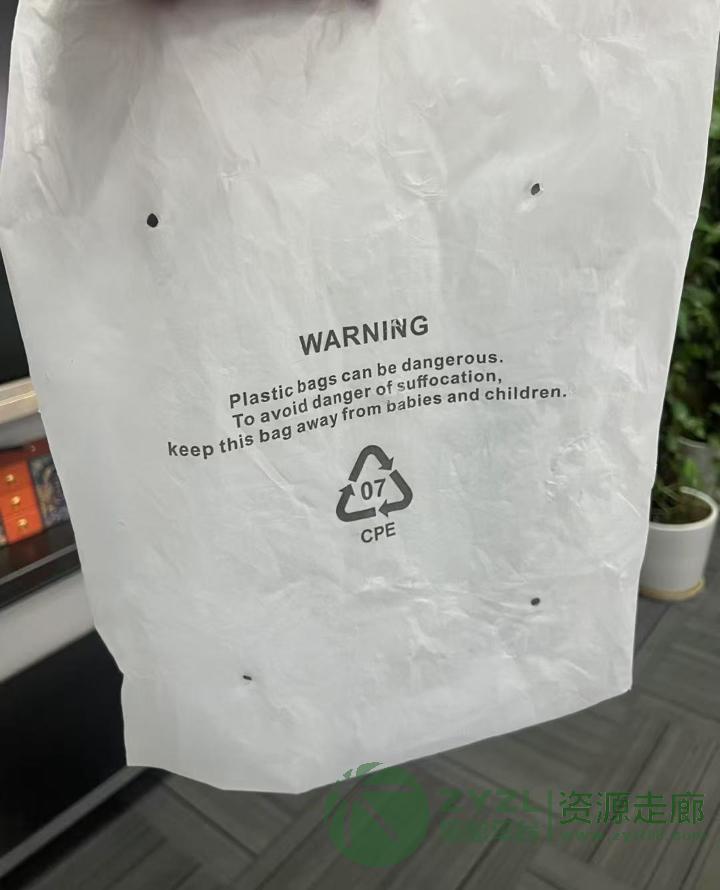 WARNING
Plastic bags can be dangerous.
To avoid danger of suffocation,
keep this bag away from babies and children.
07
CPE
ZYZL
资源走廊